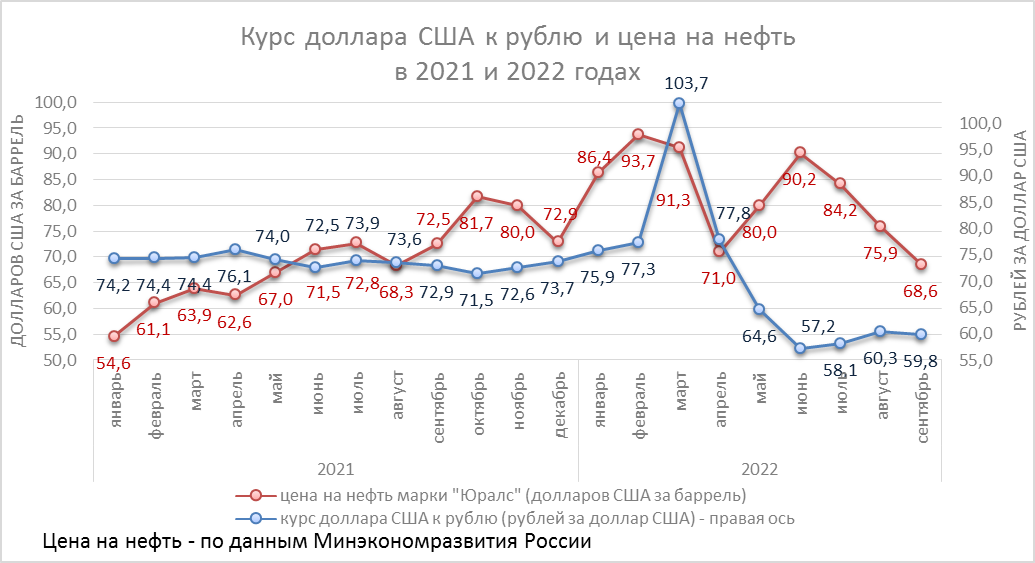 Курс доллара США к рублю и цена на нефть
в 2021 и 2022 годах
ДОЛЛАРОВ США ЗА БАРРЕЛЬ
100,0
95,0
90,0
85,0
80,0
75,0
70,0
65,0
60,0
55,0
50,0
РУБЛЕЙ ЗА ДОЛЛАР США
100,0
95,0
90,0
85,0
80,0
75,0
70,0
65,0
60,0
55,0
54,6
61,1
63,9
62,6
67,0
71,5
72,8
68,3
72,5
81,7
80,0
72,9
86,4
93,7
91,3
71,0
80,0
90,2
84,2
75,9
68,6
74,2
74,4
74,4
76,1
74,0
72,5
73,9
73,6
72,9
71,5
72,6
73,7
75,9
77,3
103,7
77,8
64,6
57,2
58,1
60,3
59,8
январь
февраль
март
апрель
май
июнь
июль
август
сентябрь
октябрь
ноябрь
декабрь
январь
февраль
март
апрель
май
июнь
июль
август
сентябрь
2021
2022
цена на нефть марки "Юралс" (долларов США за баррель)
курс доллара США к рублю (рублей за доллар США) - правая ось
Цена на нефть - по данным Минэкономразвития России